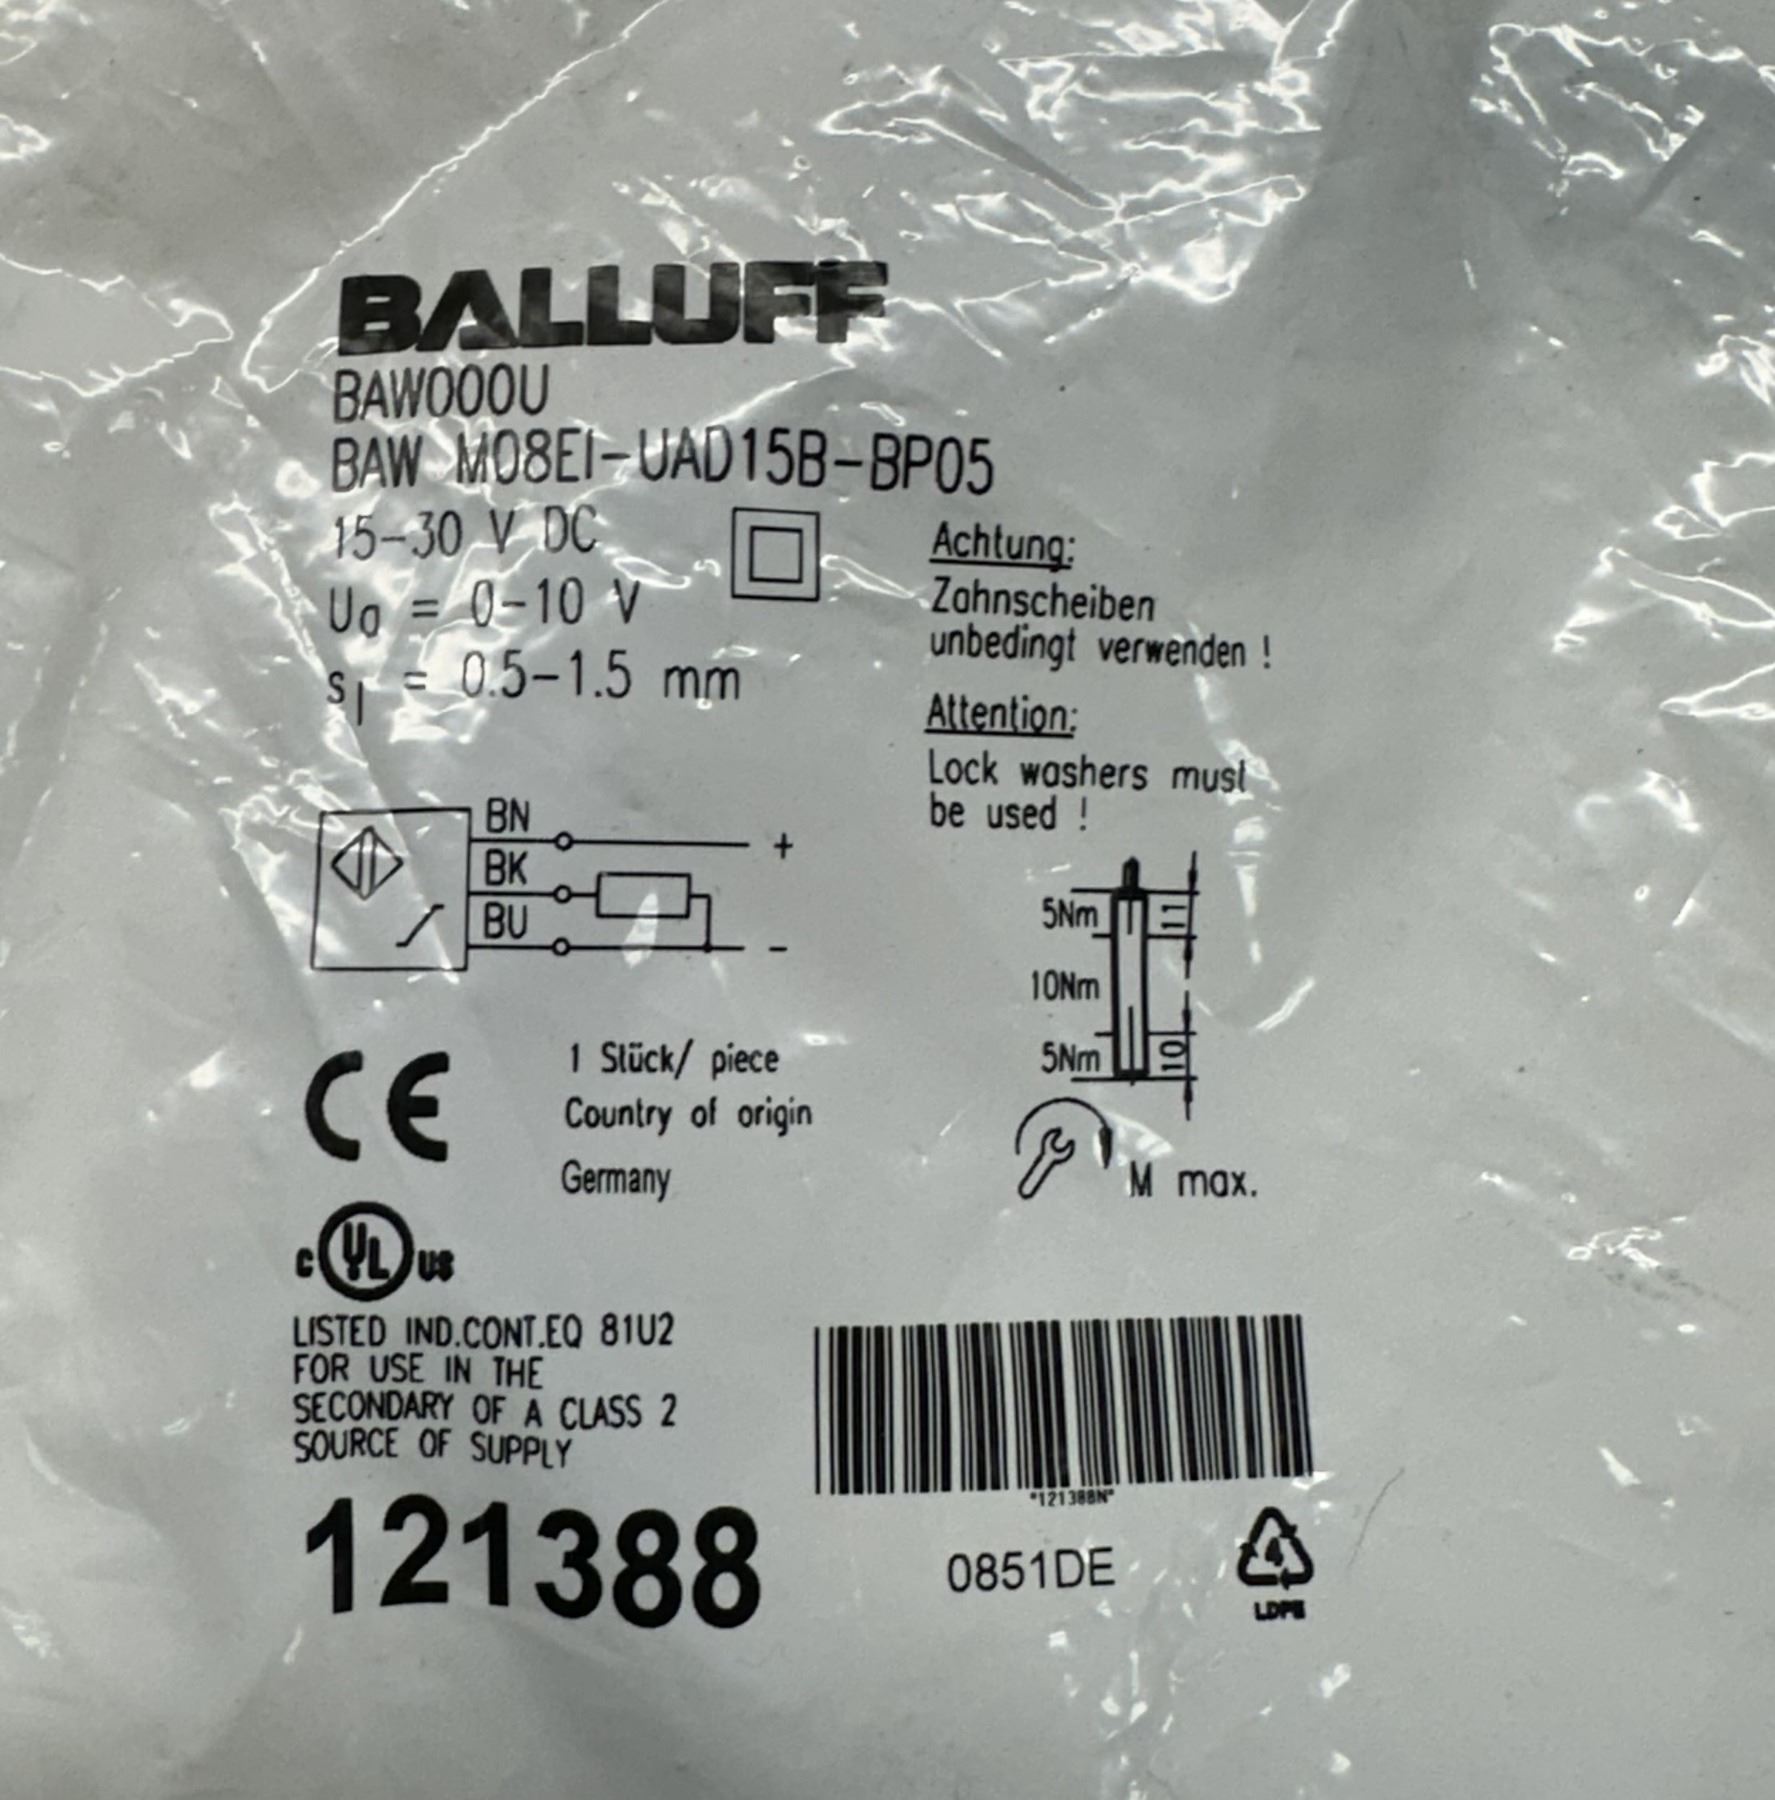 BALLUFF
BAW000U
BAW M08EI-UAD15B-BP05
15-30 V DC
Ua = 0-10 V
sl = 0.5-1.5 mm
Achtung:
Zahnscheiben
unbedingt verwenden !
Attention:
Lock washers must
be used !
BN
+
BK
BU
-
5Nm
11
10Nm
5Nm
10
M max.
CE
1 Stück/ piece
Country of origin
Germany
c UL us
LISTED IND.CONT.EQ 81U2
FOR USE IN THE
SECONDARY OF A CLASS 2
SOURCE OF SUPPLY
*121388N*
121388
0851DE
4
LDPE